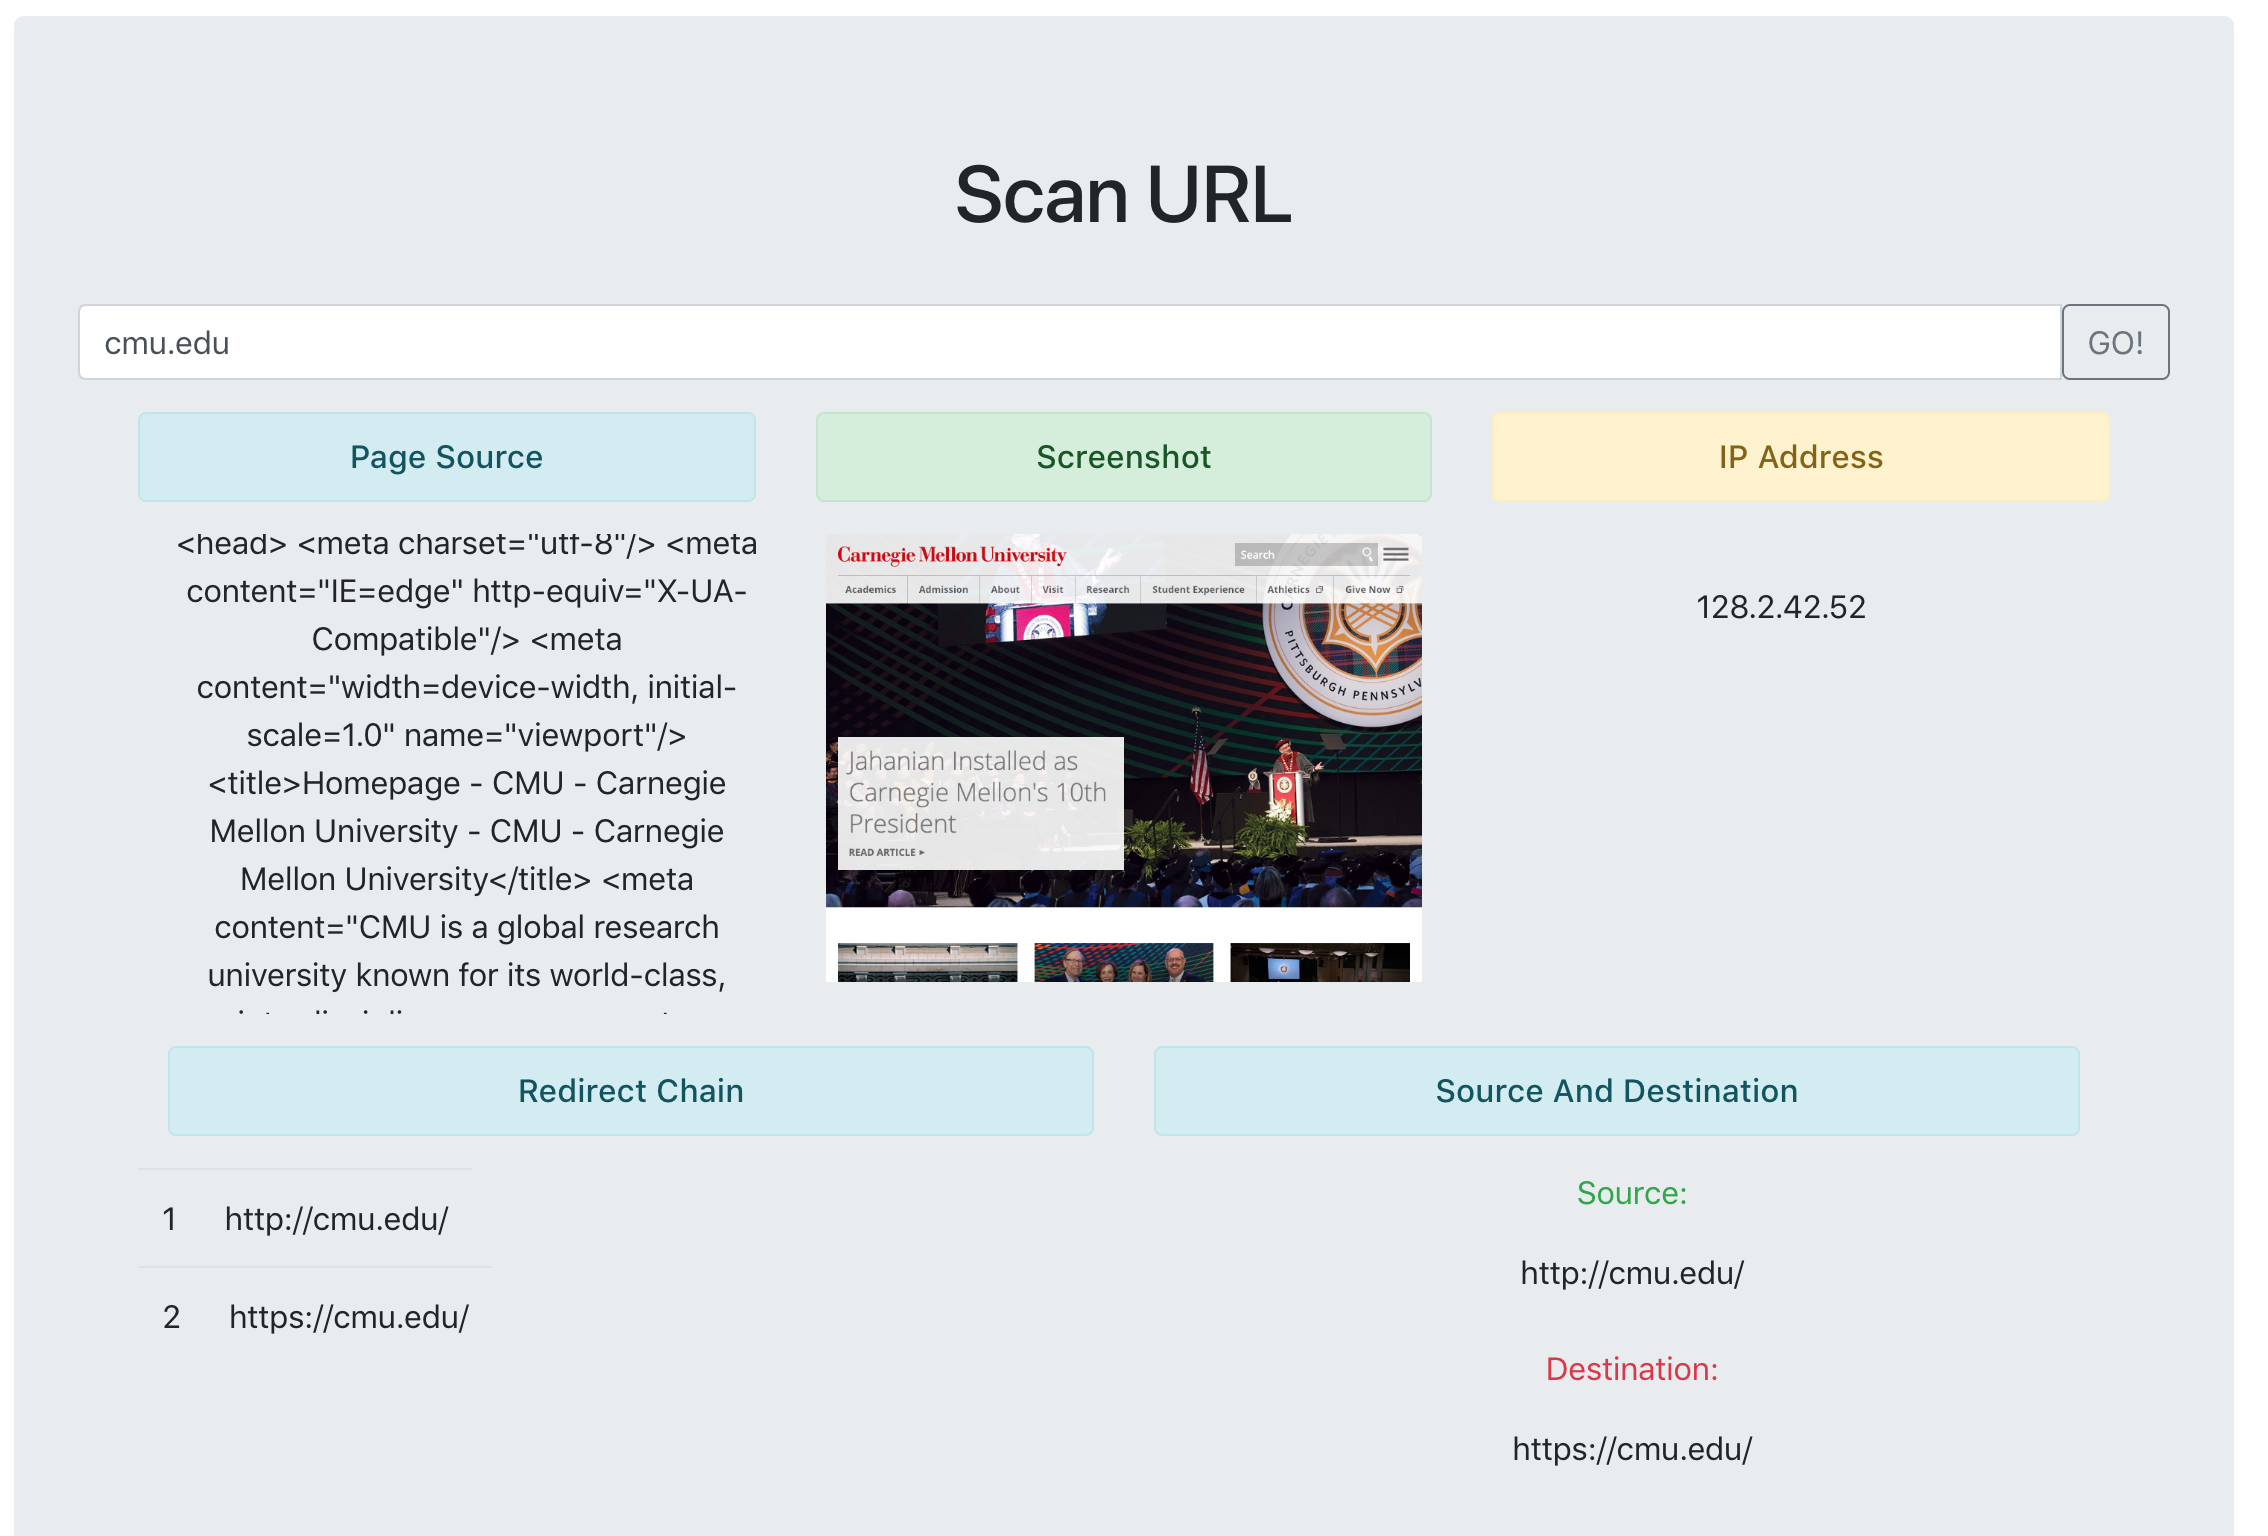 Scan URL
cmu.edu
GO!
Page Source
Screenshot
IP Address
<head> <meta charset="utf-8"/> <meta
content="IE=edge" http-equiv="X-UA-
Compatible"/> <meta
content="width=device-width, initial-
scale=1.0" name="viewport"/>
<title>Homepage - CMU - Carnegie
Mellon University - CMU - Carnegie
Mellon University</title> <meta
content="CMU is a global research
university known for its world-class,
Carnegie Mellon University
Search
Academics
Admission
About
Visit
Research
Student Experience
Athletics
Give Now
PITTSBURGH
Jahanian Installed as
Carnegie Mellon's 10th
President
READ ARTICLE ▸
128.2.42.52
Redirect Chain
Source And Destination
1 http://cmu.edu/
2 https://cmu.edu/
Source:
http://cmu.edu/
Destination:
https://cmu.edu/